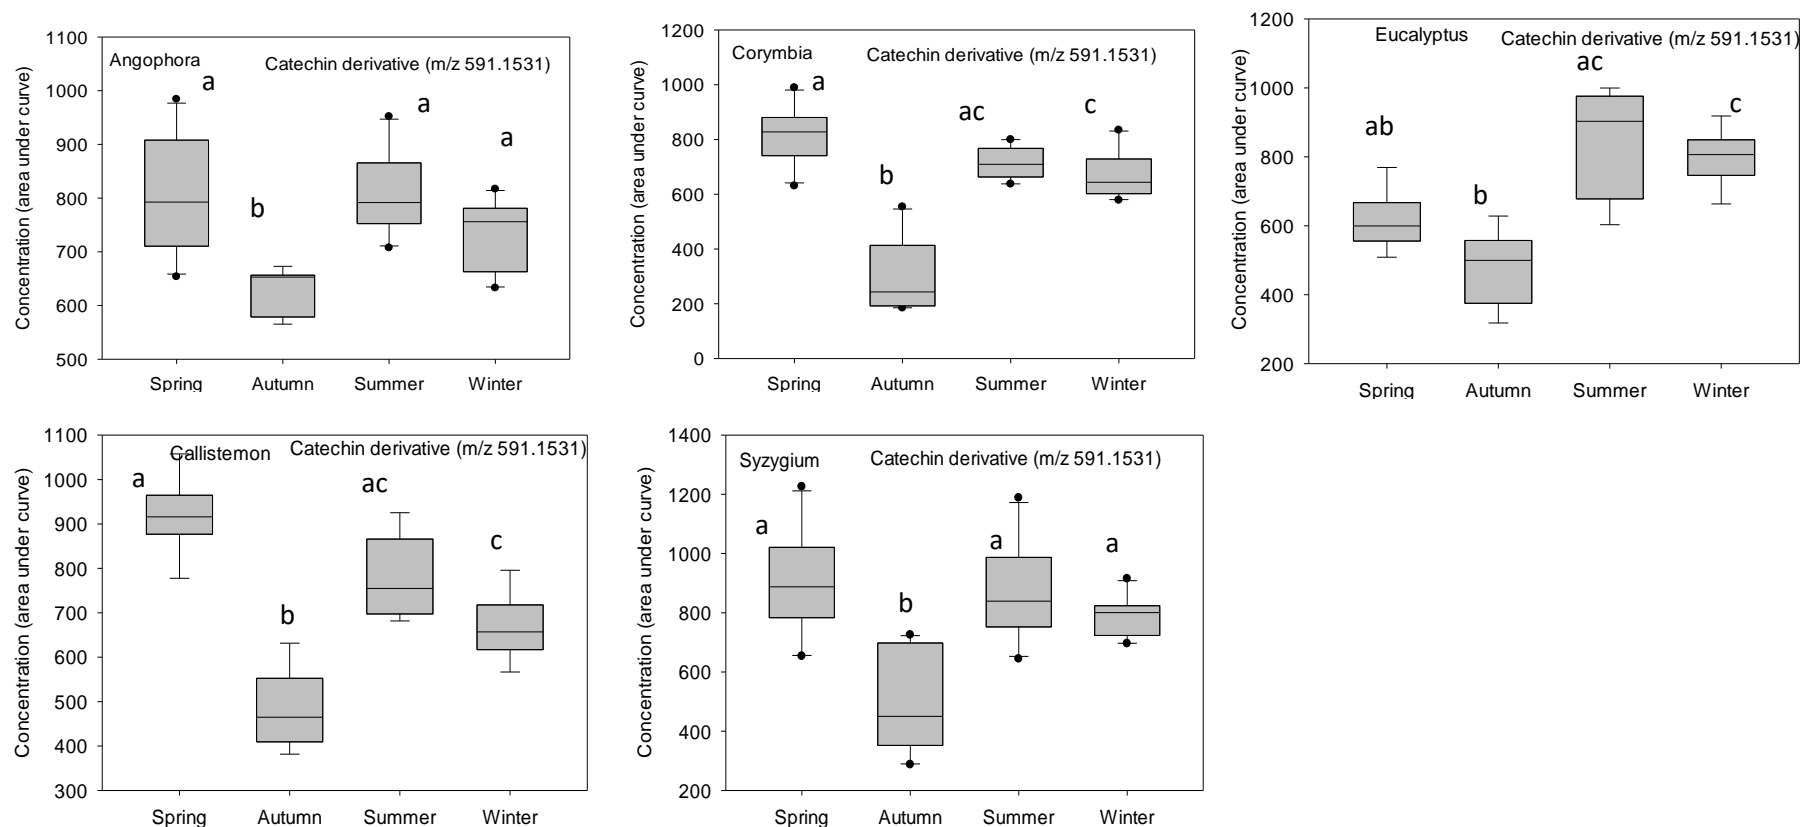 Angophora
Catechin derivative (m/z 591.1531)
Concentration (area under curve)
1100
1000
900
800
700
600
500
a
b
a
a
Spring Autumn Summer Winter
Corymbia
Catechin derivative (m/z 591.1531)
Concentration (area under curve)
1200
1000
800
600
400
200
0
a
b
ac
c
Spring Autumn Summer Winter
Eucalyptus
Catechin derivative (m/z 591.1531)
Concentration (area under curve)
1200
1000
800
600
400
200
ab
b
ac
c
Spring Autumn Summer Winter
Callistemon
Catechin derivative (m/z 591.1531)
Concentration (area under curve)
1100
1000
900
800
700
600
500
400
300
a
b
ac
c
Spring Autumn Summer Winter
Syzygium
Catechin derivative (m/z 591.1531)
Concentration (area under curve)
1400
1200
1000
800
600
400
200
a
b
a
a
Spring Autumn Summer Winter